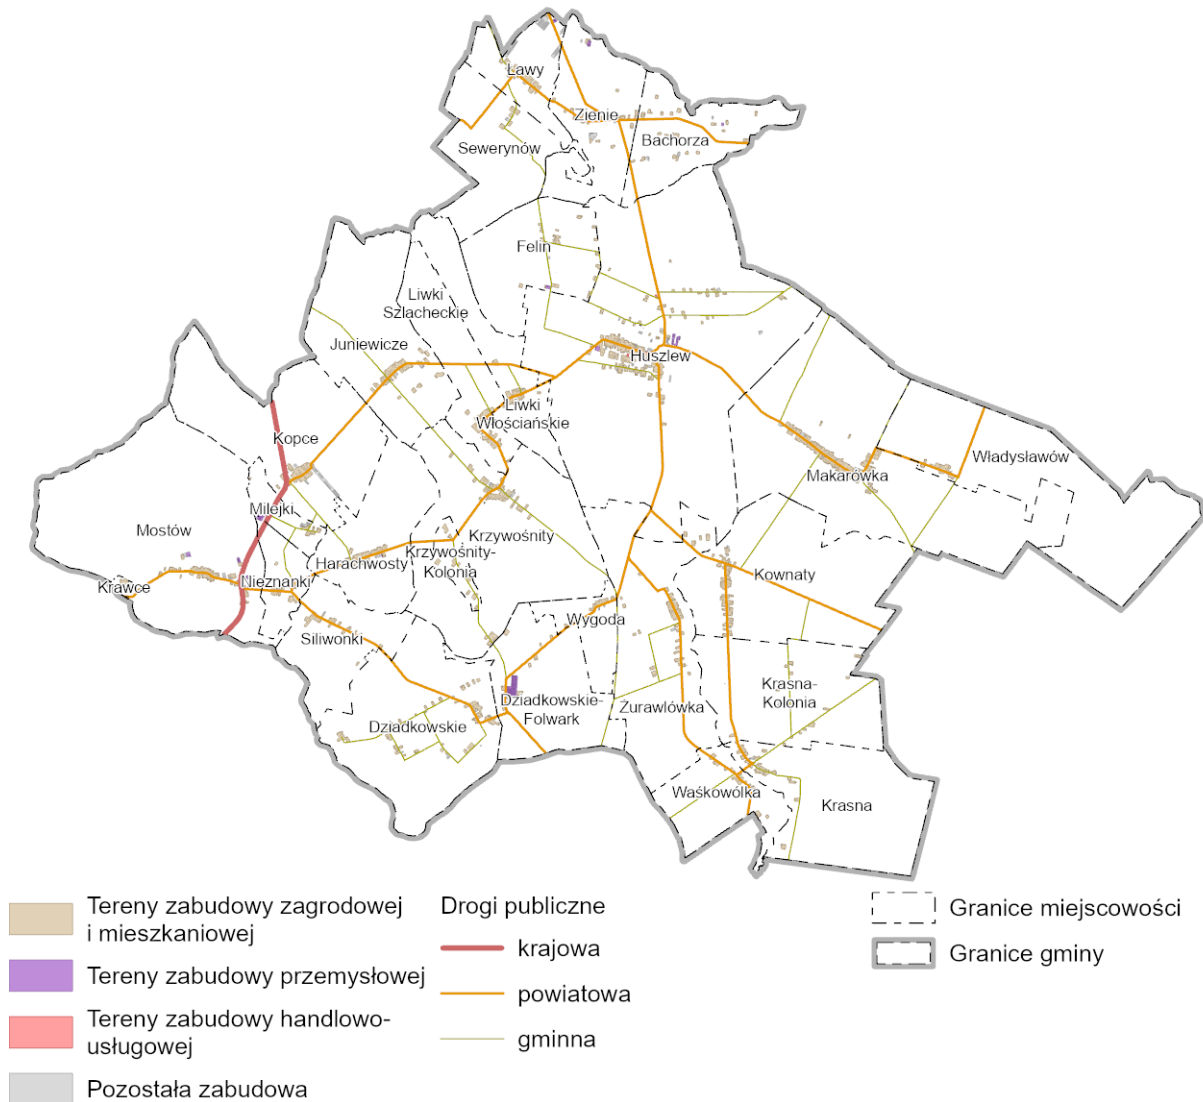 Ławy
Zienie
Bachorza
Sewerynów
Felin
Liwki
Szlacheckie
Juniewicze
Huszlew
Liwki
Włościańskie
Kopce
Makarówka
Władysławów
Milejki
Mostów
Harachwosty
Krzywośnity-
Kolonia
Krzywośnity
Krawce
Nieznanki
Kownaty
Siliwonki
Wygoda
Dziadkowskie
Dziadkowskie-
Folwark
Żurawlówka
Krasna-
Kolonia
Waśkowólka
Krasna
Tereny zabudowy zagrodowej
i mieszkaniowej
Tereny zabudowy przemysłowej
Tereny zabudowy handlowo-
usługowej
Pozostała zabudowa
Drogi publiczne
krajowa
powiatowa
gminna
Granice miejscowości
Granice gminy